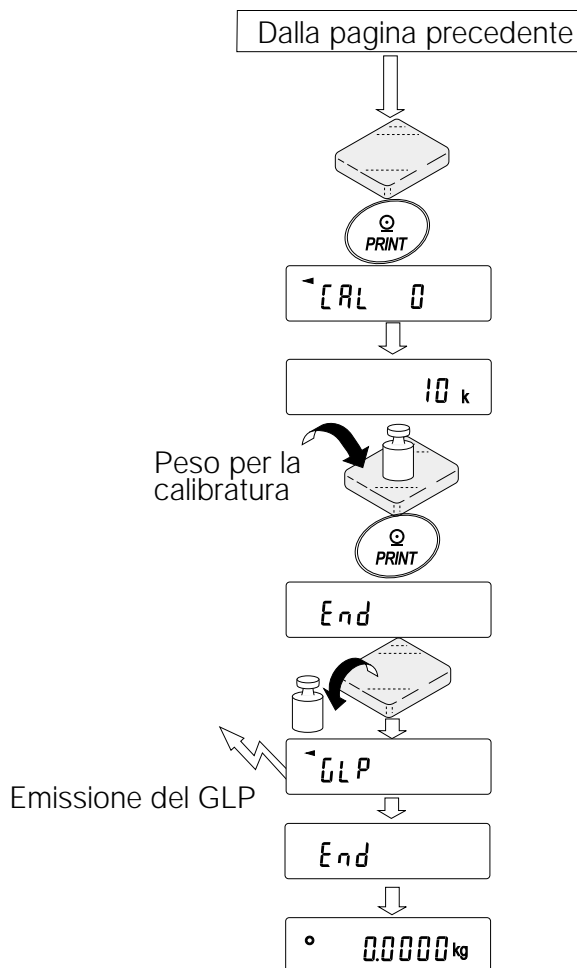 Dalla pagina precedente
PRINT
CAL 0
10 k
Peso per la
calibratura
PRINT
End
GLP
Emissione del GLP
End
0.0000 kg